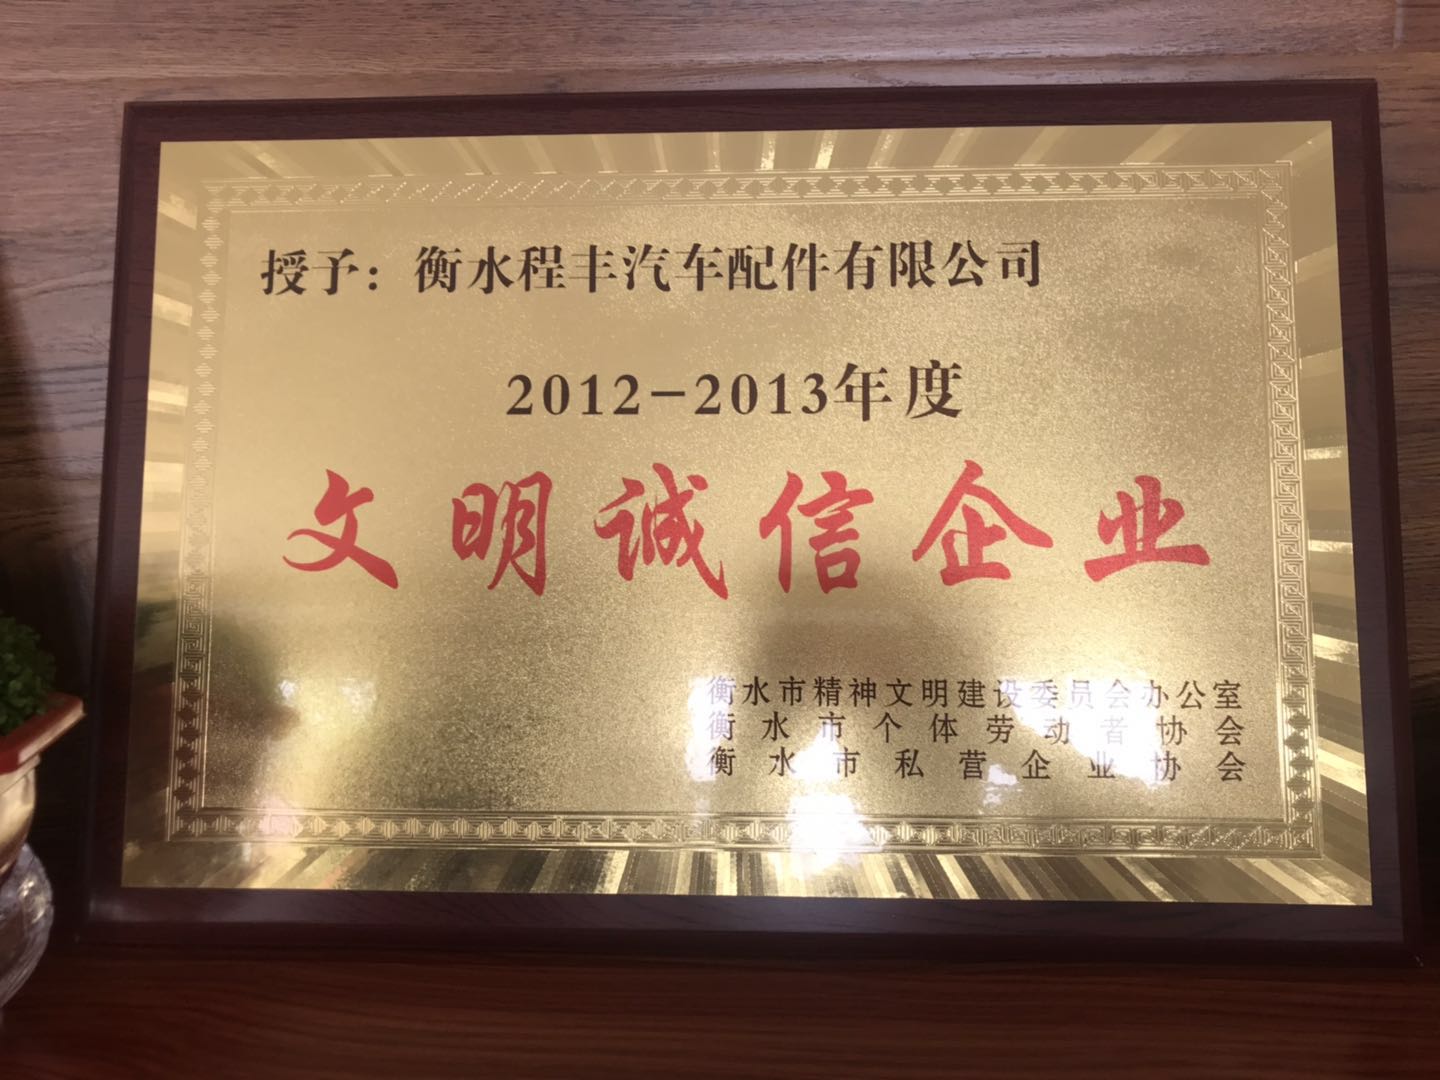 授予：衡水程丰汽车配件有限公司
2012-2013年度
文明诚信企业
衡水市精神文明建设委员会办公室
衡水市个体劳动者协会
衡水市私营企业协会